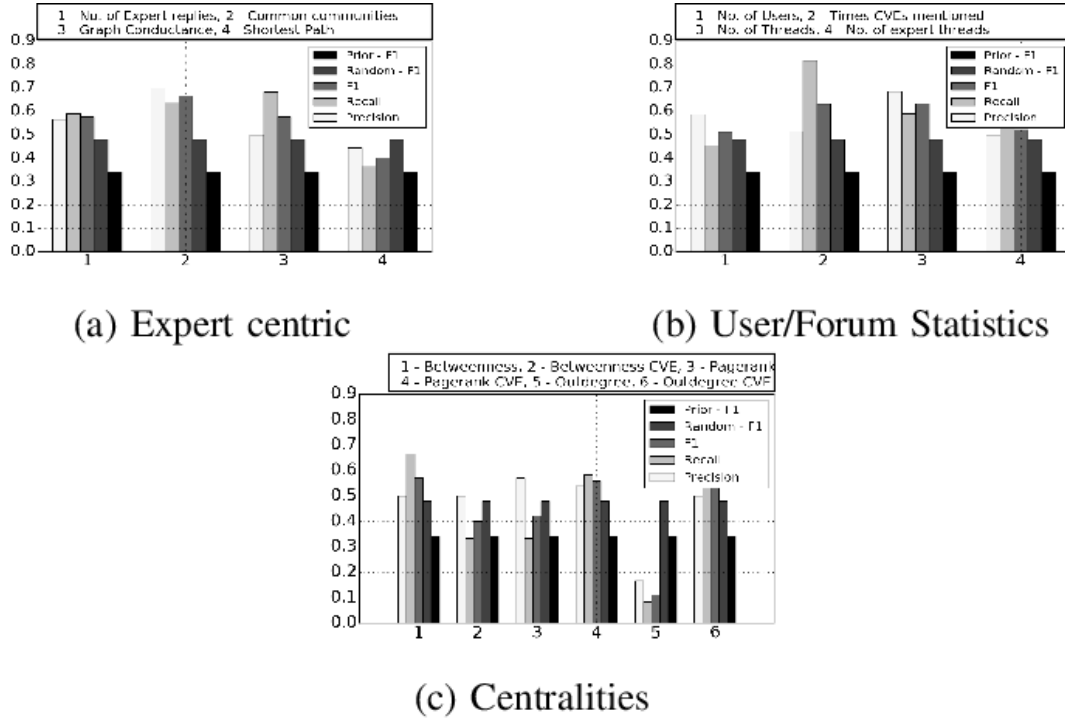 1 Nu. of Expert replies, 2 Common communities
3 Graph Conductance, 4 Shortest Path
0.9
0.8
0.7
0.6
0.5
0.4
0.3
0.2
0.1
0.0
Prior - F1
Random - F1
F1
Recall
Precision
1 2 3 4
(a) Expert centric
1 No. of Users, 2 Times CVEs mentioned
3 No. of Threads, 4 No. of expert threads
0.9
0.8
0.7
0.6
0.5
0.4
0.3
0.2
0.1
0.0
Prior - F1
Random - F1
F1
Recall
Precision
1 2 3 4
(b) User/Forum Statistics
1 - Betweenness, 2 - Betweenness CVE, 3 - Pagerank
4 - Pagerank CVE, 5 - Outdegree, 6 - Outdegree CVE
0.9
0.8
0.7
0.6
0.5
0.4
0.3
0.2
0.1
0.0
Prior - F1
Random - F1
F1
Recall
Precision
1 2 3 4 5 6
(c) Centralities